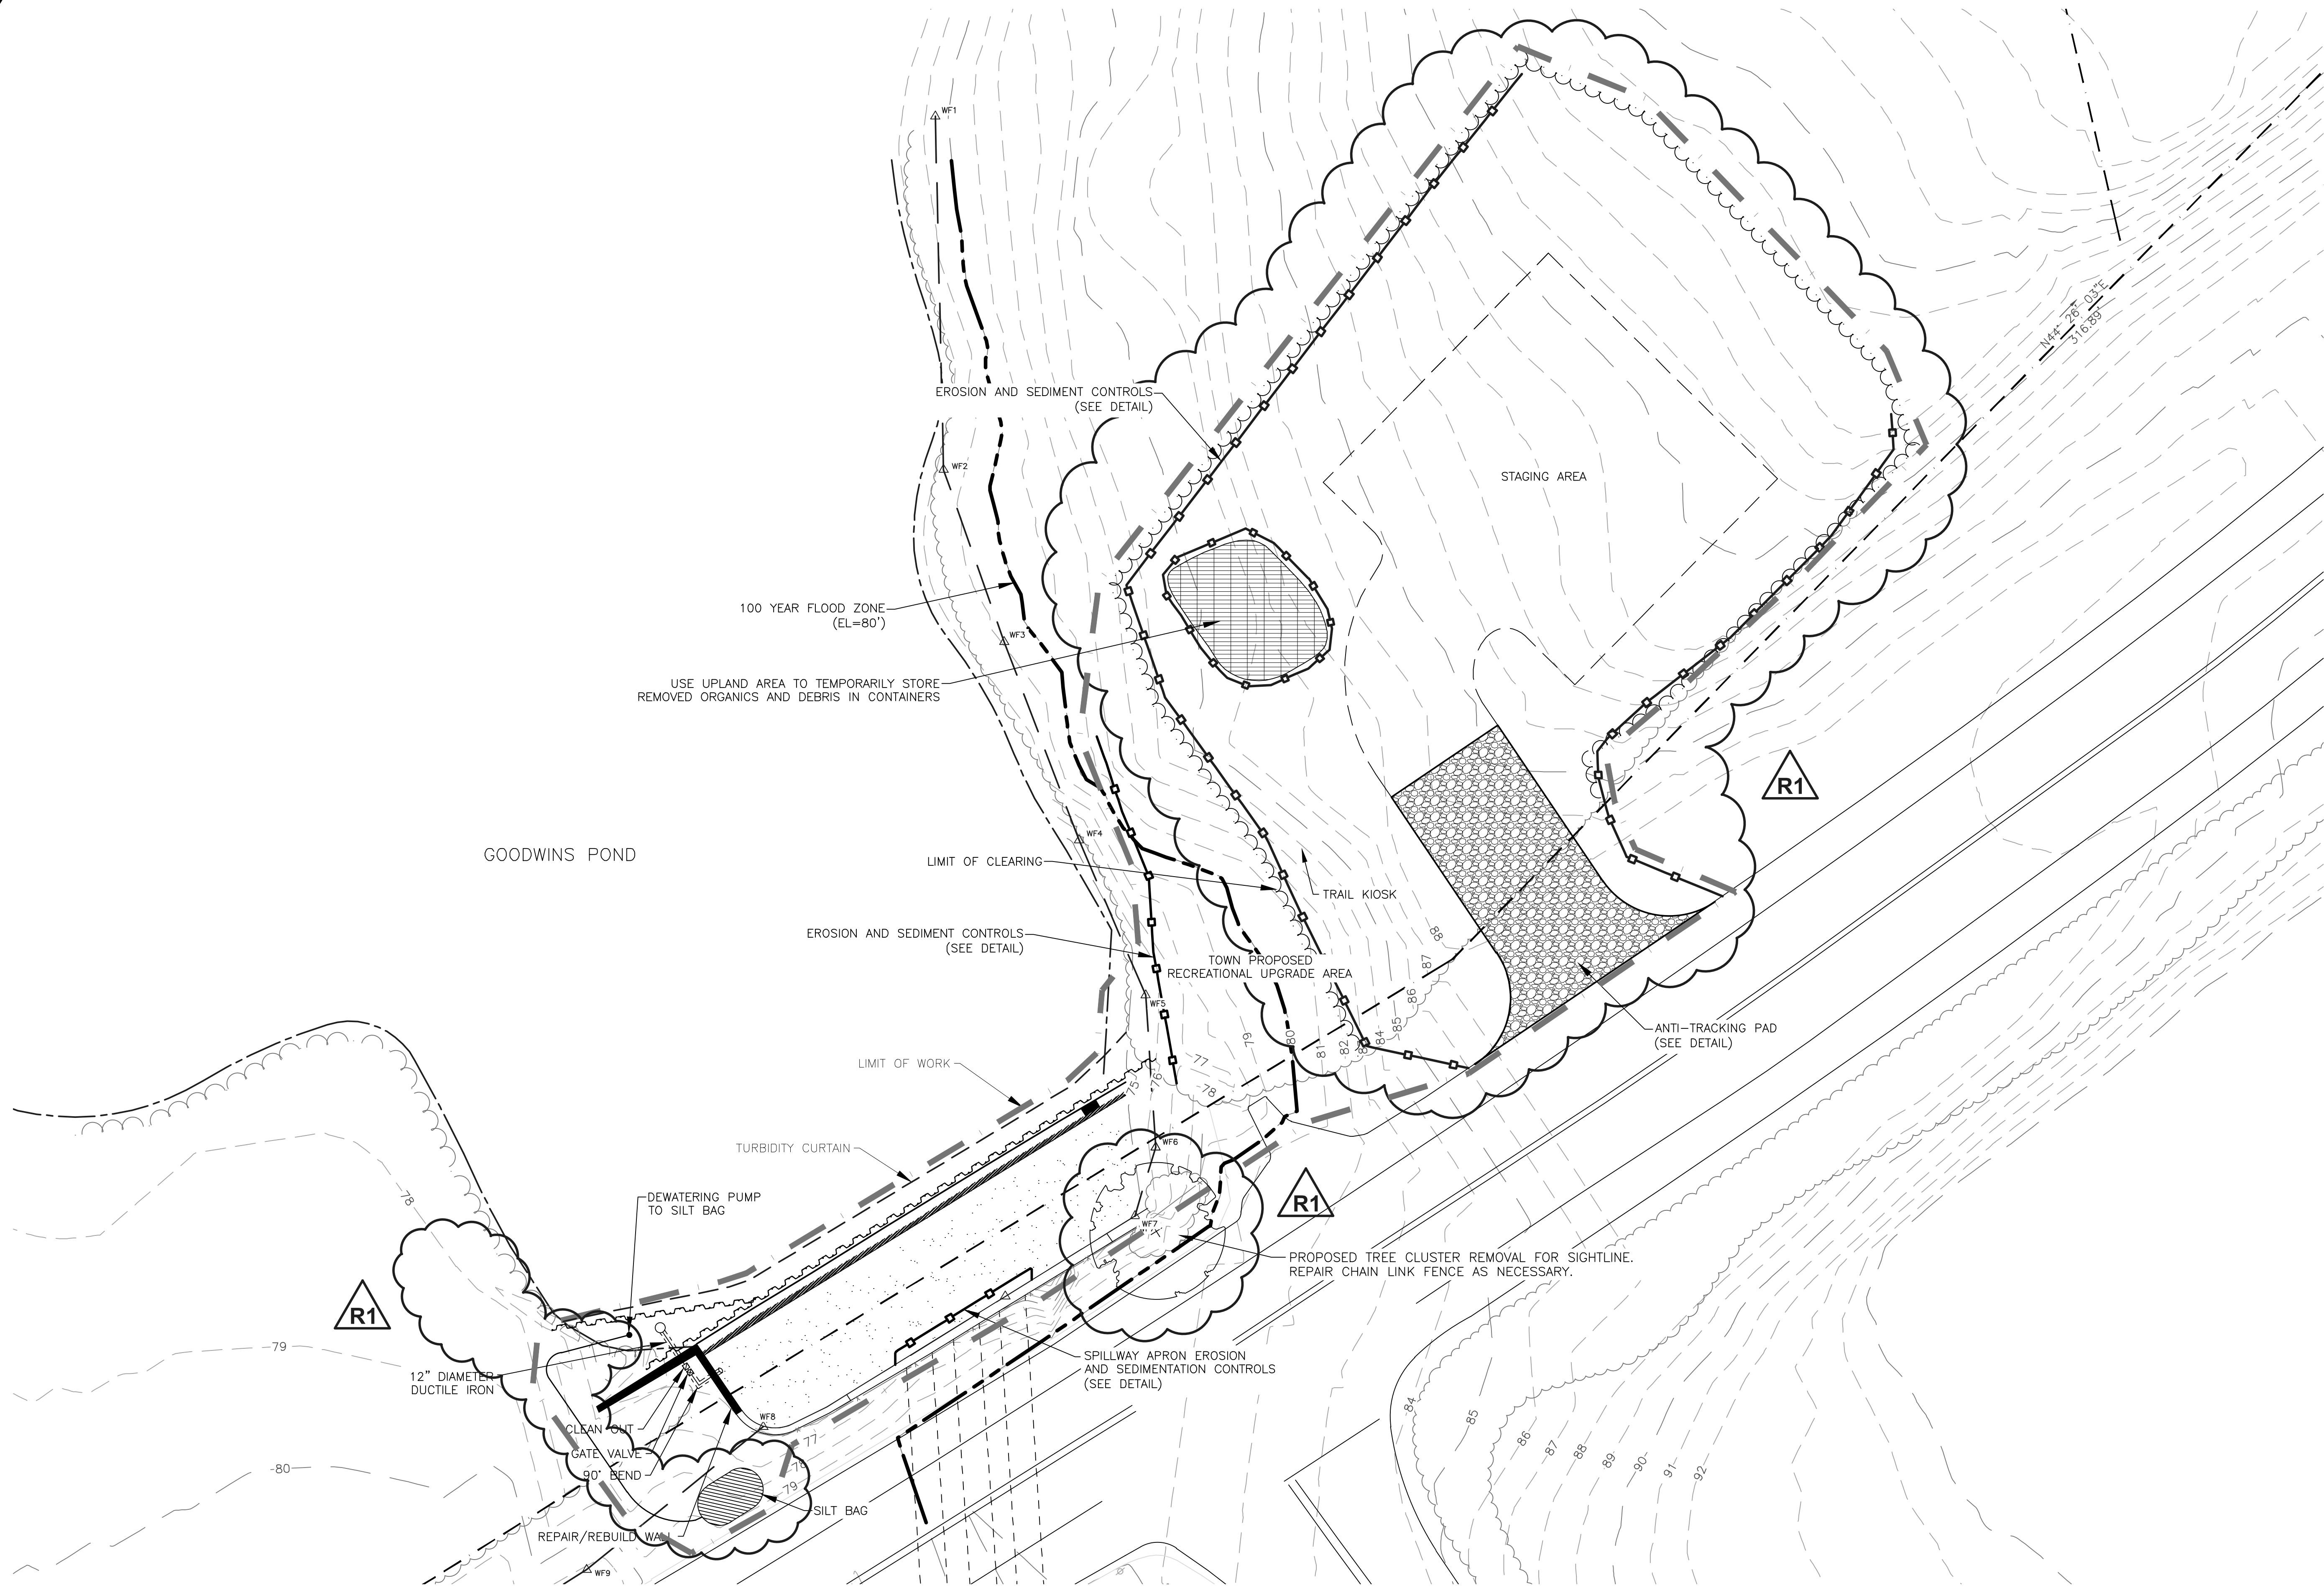 WF1
N44° 26' 03"E
316.89'
EROSION AND SEDIMENT CONTROLS
(SEE DETAIL)
WF2
STAGING AREA
100 YEAR FLOOD ZONE
(EL=80')
WF3
USE UPLAND AREA TO TEMPORARILY STORE
REMOVED ORGANICS AND DEBRIS IN CONTAINERS
R1
WF4
GOODWINS POND
LIMIT OF CLEARING
TRAIL KIOSK
EROSION AND SEDIMENT CONTROLS
(SEE DETAIL)
88
TOWN PROPOSED
RECREATIONAL UPGRADE AREA
87
86
85
84
82
81
80
79
WF5
ANTI-TRACKING PAD
(SEE DETAIL)
LIMIT OF WORK
77
78
76
75
TURBIDITY CURTAIN
WF6
78
DEWATERING PUMP
TO SILT BAG
R1
WF7
PROPOSED TREE CLUSTER REMOVAL FOR SIGHTLINE.
REPAIR CHAIN LINK FENCE AS NECESSARY.
R1
79
12" DIAMETER
DUCTILE IRON
SPILLWAY APRON EROSION
AND SEDIMENTATION CONTROLS
(SEE DETAIL)
WF8
CLEAN OUT
GATE VALVE
90° BEND
77
78
79
80
SILT BAG
REPAIR/REBUILD WALL
WF9
84
85
86
87
88
89
90
91
92